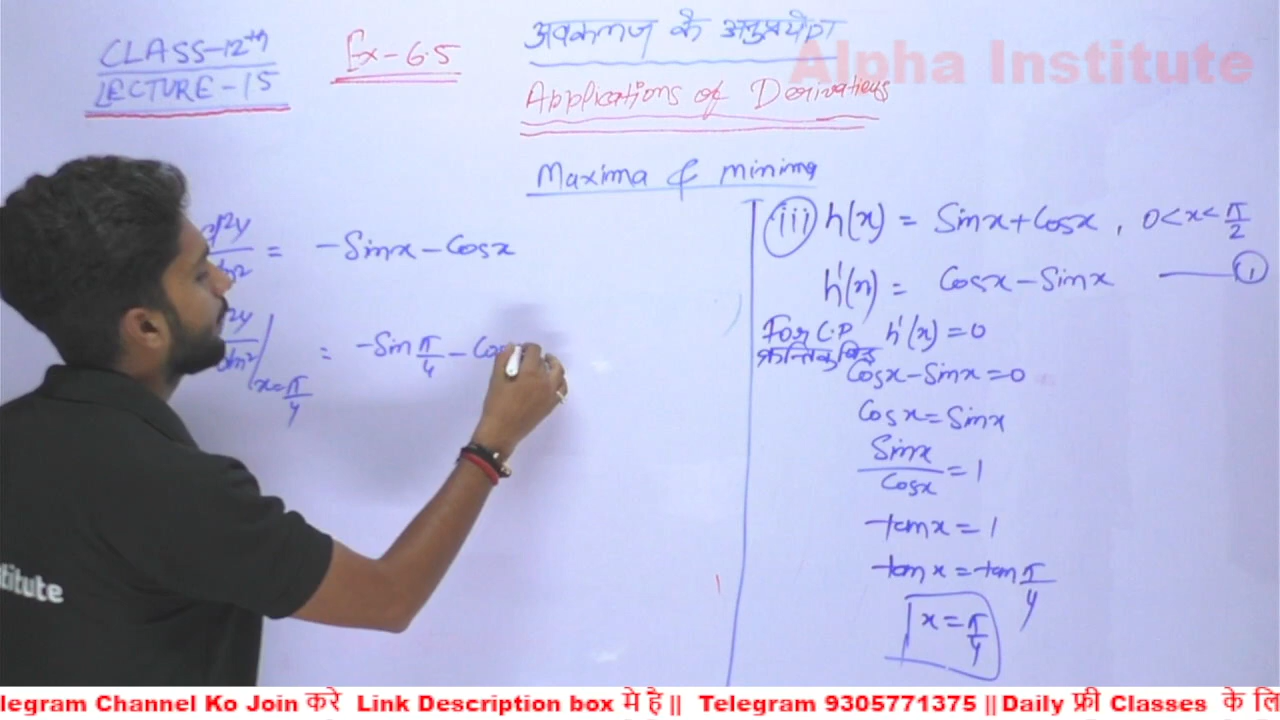 CLASS-12th
LECTURE-15
Ex-6.5
अवकलज के अनुप्रयोग
Alpha Institute
Applications of Derivatieus
Maxima & minima
d²y/dx² = -Sinx - Cosx
d²y/dx²|x=π/4 = -Sin π/4 - Cos
(iii) h(x) = Sinx + Cosx , 0<x<π/2
h'(x) = Cosx - Sinx —— (1)
For C.P h'(x) = 0
क्रान्तिक बिंदु
Cosx - Sinx = 0
Cosx = Sinx
Sinx/Cosx = 1
tanx = 1
tanx = tan π/4
x = π/4
titute
legram Channel Ko Join करे Link Description box मे है || Telegram 9305771375 || Daily फ्री Classes के लि